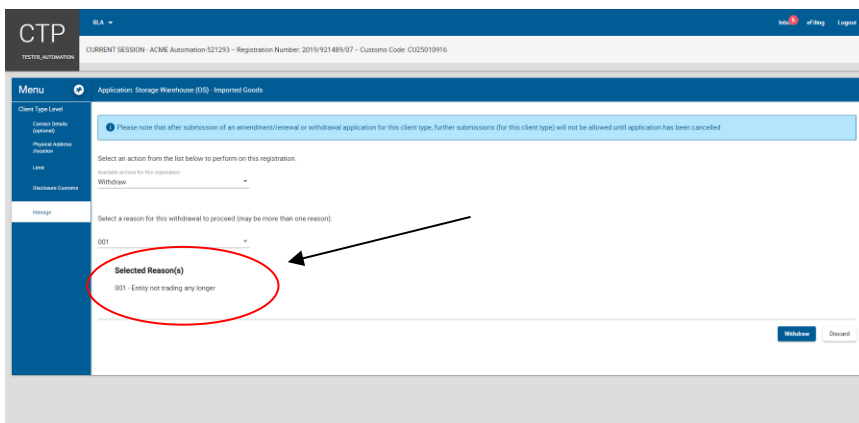 CTP
TESTER_AUTOMATION
RLA
Inbox 6 eFiling Logout
CURRENT SESSION - ACME Automation-521293 – Registration Number: 2019/921489/07 – Customs Code: CU25010916
Menu
Application: Storage Warehouse (OS) - Imported Goods
Client Type Level
Contact Details
(optional)
Physical Address
/location
Disclosure Customs
Manage
Please note that after submission of an amendment/renewal or withdrawal application for this client type, further submissions (for this client type) will not be allowed until application has been cancelled
Select an action from the list below to perform on this registration.
Available actions for this registration
Withdraw
Select a reason for this withdrawal to proceed (may be more than one reason):
001
Selected Reason(s)
001 - Entity not trading any longer
Withdraw Discard